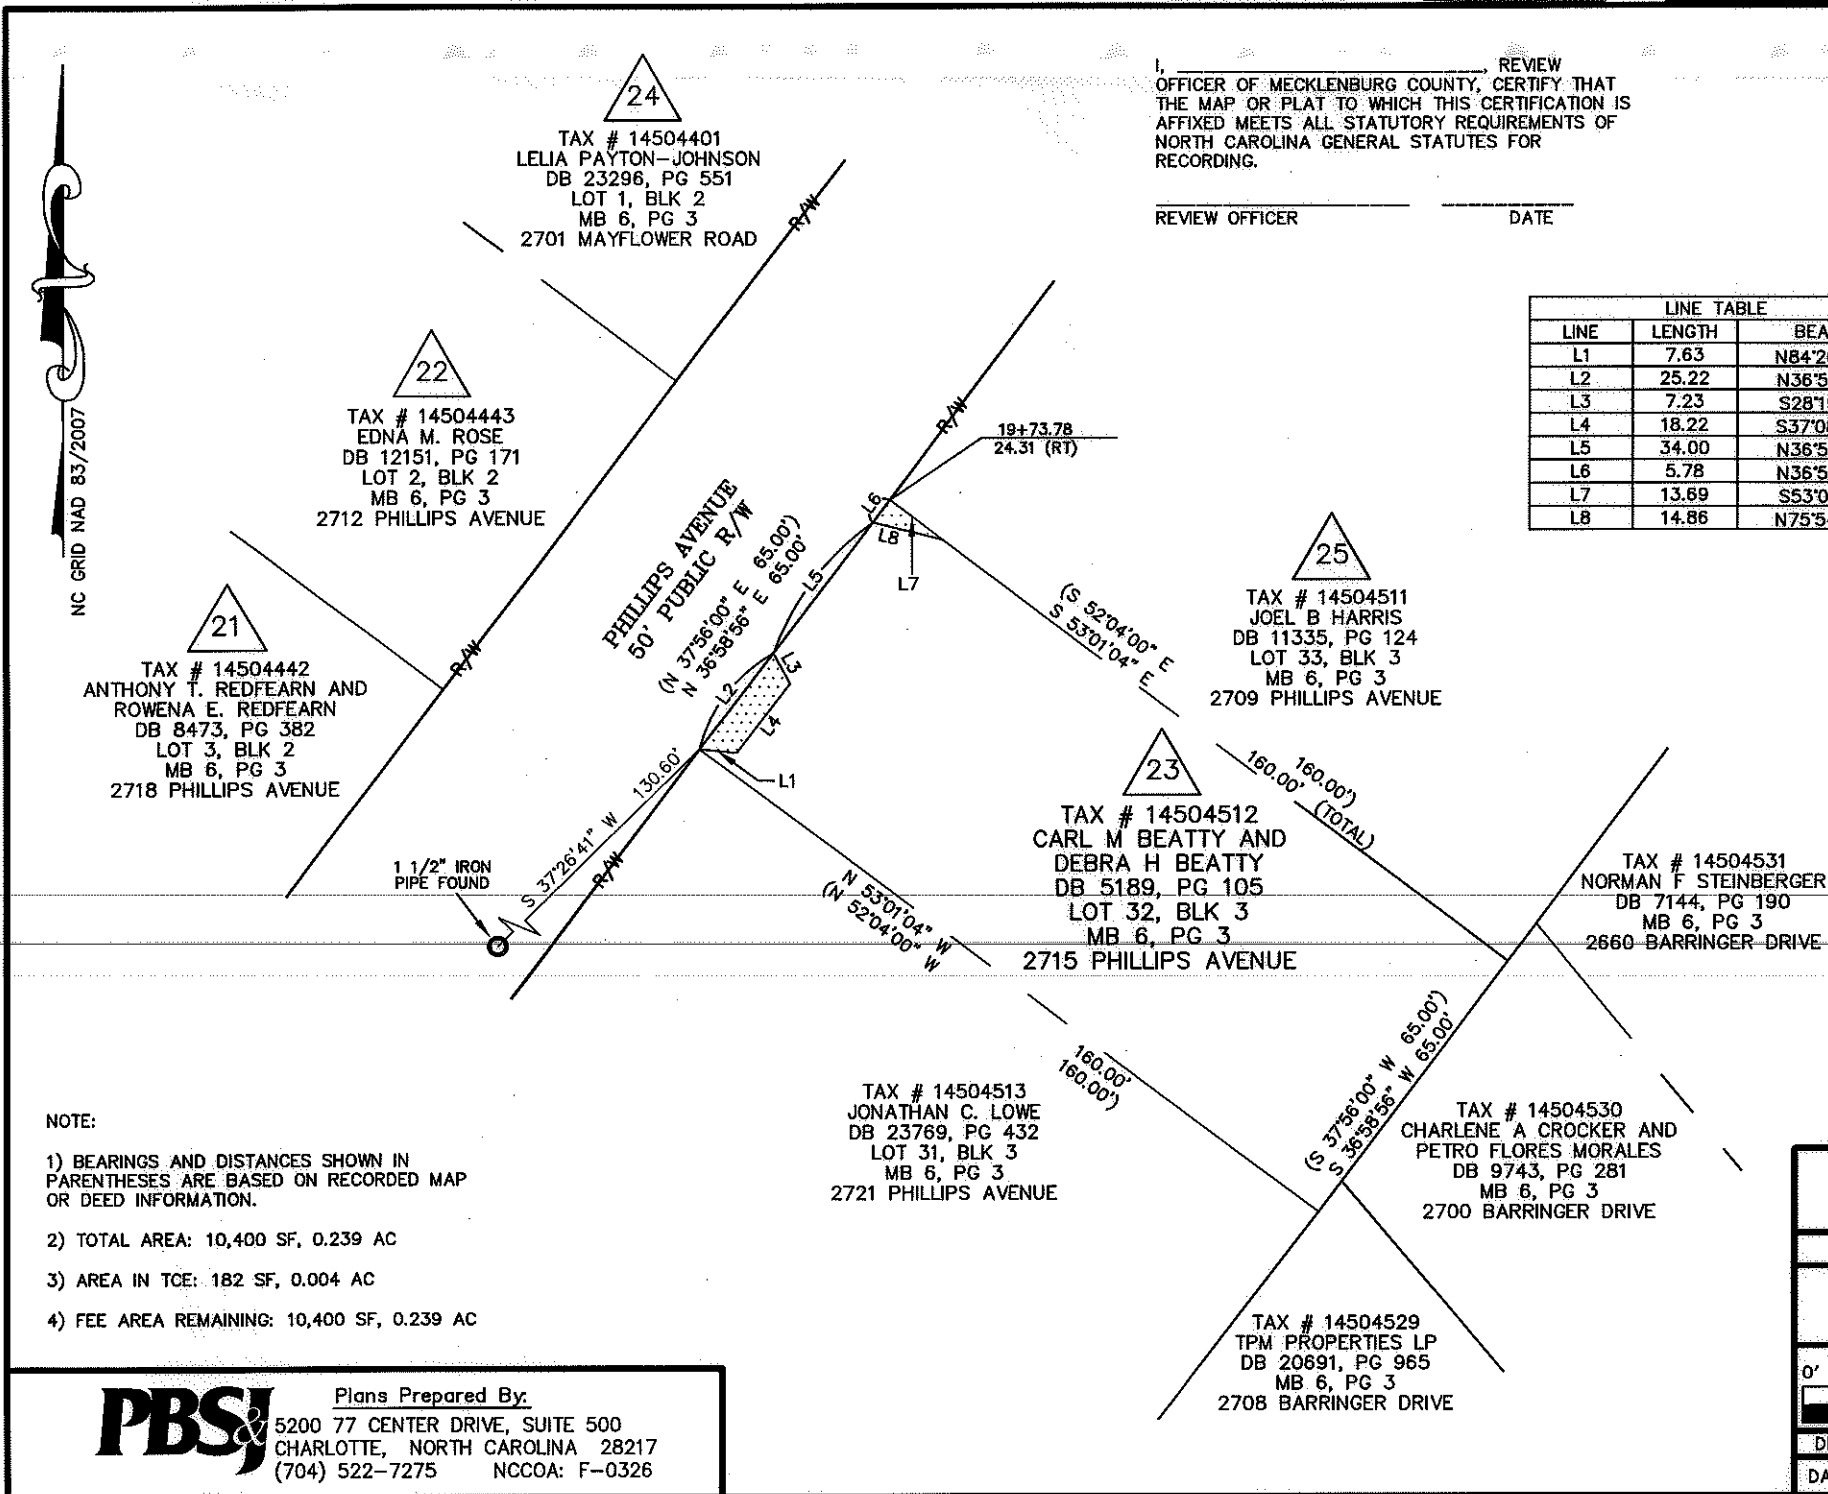 I, ____________________, REVIEW
OFFICER OF MECKLENBURG COUNTY, CERTIFY THAT
THE MAP OR PLAT TO WHICH THIS CERTIFICATION IS
AFFIXED MEETS ALL STATUTORY REQUIREMENTS OF
NORTH CAROLINA GENERAL STATUTES FOR
RECORDING.
REVIEW OFFICER
DATE
24
TAX # 14504401
LELIA PAYTON-JOHNSON
DB 23296, PG 551
LOT 1, BLK 2
MB 6, PG 3
2701 MAYFLOWER ROAD
R/W
LINE TABLE
LINE LENGTH BEA
L1 7.63
L2 25.22 N36°5
L3 7.23
L4 18.22 S37°0
L5 34.00 N36°5
L6 5.78 N36°5
L7 13.69 S53°0
L8 14.86 N75°5
22
TAX # 14504443
EDNA M. ROSE
DB 12151, PG 171
LOT 2, BLK 2
MB 6, PG 3
2712 PHILLIPS AVENUE
NC GRID NAD 83/2007
R/W
19+73.78
24.31 (RT)
PHILLIPS AVENUE
50' PUBLIC R/W
(N 37°56'00" E 65.00')
N 36°58'56" E 65.00'
L6
L8
L7
L5
25
TAX # 14504511
JOEL B HARRIS
DB 11335, PG 124
LOT 33, BLK 3
MB 6, PG 3
2709 PHILLIPS AVENUE
(S 52°04'00" E
S 53°01'04" E
160.00')
160.00' (TOTAL)
21
TAX # 14504442
ANTHONY T. REDFEARN AND
ROWENA E. REDFEARN
DB 8473, PG 382
LOT 3, BLK 2
MB 6, PG 3
2718 PHILLIPS AVENUE
R/W
L2
L3
L4
L1
S 37°26'41" W 130.60'
R/W
1 1/2" IRON
PIPE FOUND
23
TAX # 14504512
CARL M BEATTY AND
DEBRA H BEATTY
DB 5189, PG 105
LOT 32, BLK 3
MB 6, PG 3
2715 PHILLIPS AVENUE
N 53°01'04" W
(N 52°04'00" W
160.00'
160.00')
TAX # 14504531
NORMAN F STEINBERGER
DB 7144, PG 190
MB 6, PG 3
2660 BARRINGER DRIVE
(S 37°56'00" W 65.00')
S 36°58'56" W 65.00'
TAX # 14504513
JONATHAN C. LOWE
DB 23769, PG 432
LOT 31, BLK 3
MB 6, PG 3
2721 PHILLIPS AVENUE
TAX # 14504530
CHARLENE A CROCKER AND
PETRO FLORES MORALES
DB 9743, PG 281
MB 6, PG 3
2700 BARRINGER DRIVE
TAX # 14504529
TPM PROPERTIES LP
DB 20691, PG 965
MB 6, PG 3
2708 BARRINGER DRIVE
NOTE:
1) BEARINGS AND DISTANCES SHOWN IN
PARENTHESES ARE BASED ON RECORDED MAP
OR DEED INFORMATION.
2) TOTAL AREA: 10,400 SF, 0.239 AC
3) AREA IN TCE: 182 SF, 0.004 AC
4) FEE AREA REMAINING: 10,400 SF, 0.239 AC
PBS&J
Plans Prepared By:
5200 77 CENTER DRIVE, SUITE 500
CHARLOTTE, NORTH CAROLINA 28217
(704) 522-7275 NCCOA: F-0326
0'
DA